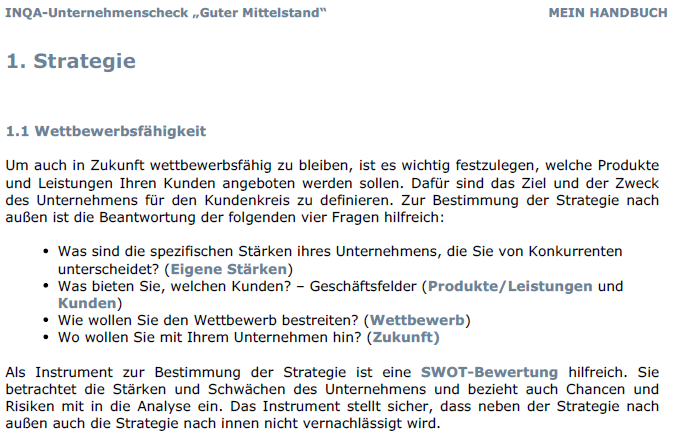 INQA-Unternehmenscheck „Guter Mittelstand“ MEIN HANDBUCH
1. Strategie
1.1 Wettbewerbsfähigkeit
Um auch in Zukunft wettbewerbsfähig zu bleiben, ist es wichtig festzulegen, welche Produkte
und Leistungen Ihren Kunden angeboten werden sollen. Dafür sind das Ziel und der Zweck
des Unternehmens für den Kundenkreis zu definieren. Zur Bestimmung der Strategie nach
außen ist die Beantwortung der folgenden vier Fragen hilfreich:
• Was sind die spezifischen Stärken ihres Unternehmens, die Sie von Konkurrenten
unterscheidet? (Eigene Stärken)
• Was bieten Sie, welchen Kunden? – Geschäftsfelder (Produkte/Leistungen und
Kunden)
• Wie wollen Sie den Wettbewerb bestreiten? (Wettbewerb)
• Wo wollen Sie mit Ihrem Unternehmen hin? (Zukunft)
Als Instrument zur Bestimmung der Strategie ist eine SWOT-Bewertung hilfreich. Sie
betrachtet die Stärken und Schwächen des Unternehmens und bezieht auch Chancen und
Risiken mit in die Analyse ein. Das Instrument stellt sicher, dass neben der Strategie nach
außen auch die Strategie nach innen nicht vernachlässigt wird.